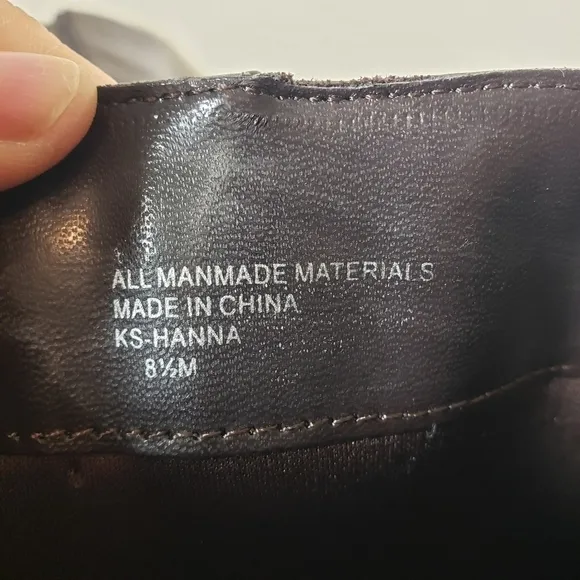 ALL MANMADE MATERIALS
MADE IN CHINA
KS-HANNA
8½M